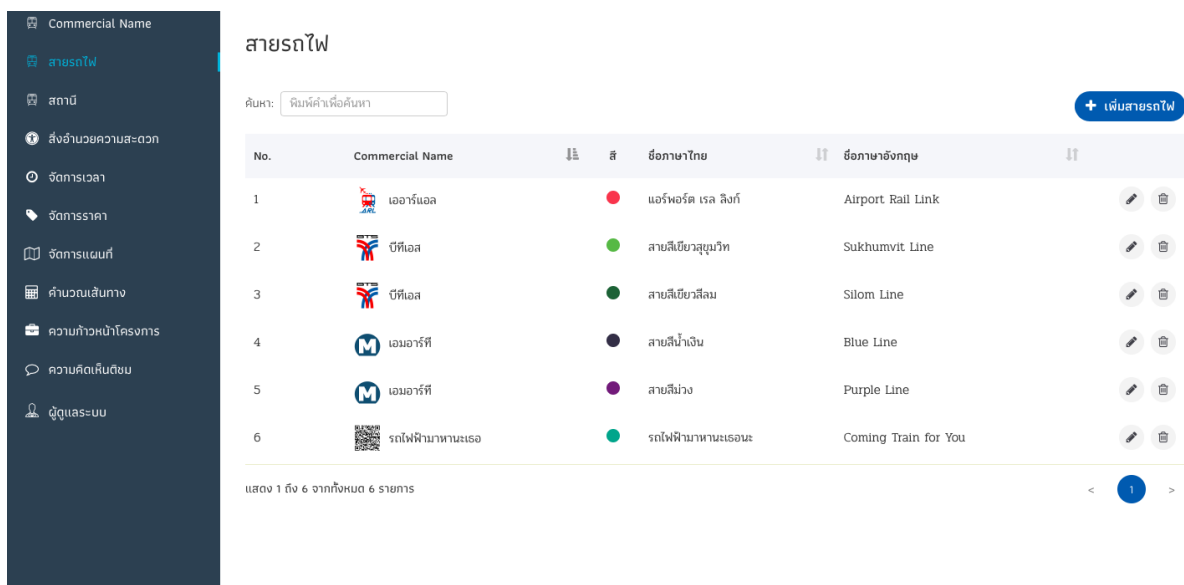 Commercial Name
สายรถไฟ
สถานี
สิ่งอำนวยความสะดวก
จัดการเวลา
จัดการราคา
จัดการแผนที่
คำนวณเส้นทาง
ความก้าวหน้าโครงการ
ความคิดเห็นติชม
ผู้ดูแลระบบ
สายรถไฟ
ค้นหา: พิมพ์คำเพื่อค้นหา + เพิ่มสายรถไฟ
No. Commercial Name สี ชื่อภาษาไทย ชื่อภาษาอังกฤษ
1 ARL เออาร์แอล แอร์พอร์ต เรล ลิงก์ Airport Rail Link
2 BTS บีทีเอส สายสีเขียวสุขุมวิท Sukhumvit Line
3 BTS บีทีเอส สายสีเขียวสีลม Silom Line
4 M เอมอาร์ที สายสีน้ำเงิน Blue Line
5 M เอมอาร์ที สายสีม่วง Purple Line
6 รถไฟฟ้ามาหานะเธอ รถไฟฟ้ามาหานะเธอนะ Coming Train for You
แสดง 1 ถึง 6 จากทั้งหมด 6 รายการ < 1 >